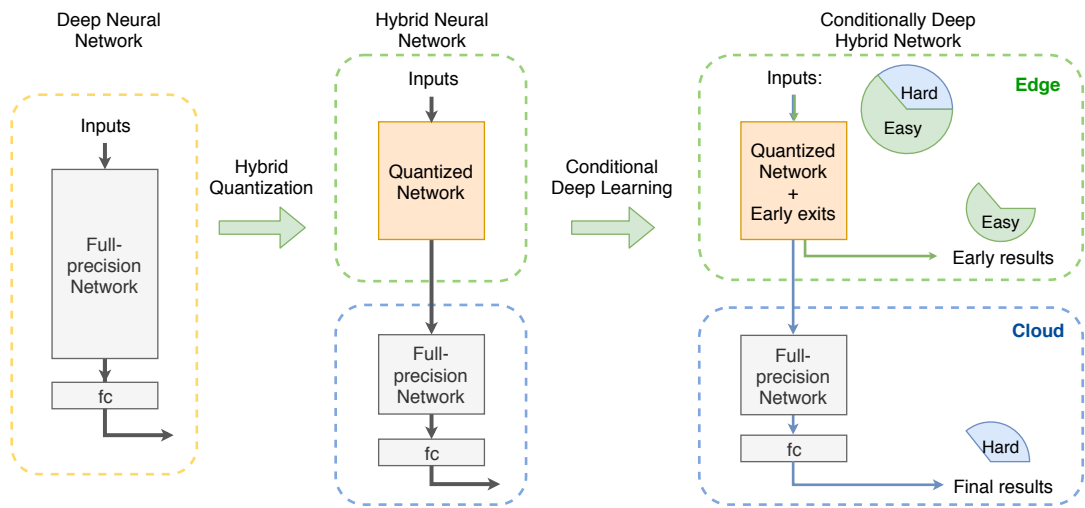 Deep Neural
Network
Inputs
Full-
precision
Network
fc
Hybrid
Quantization
Hybrid Neural
Network
Inputs
Quantized
Network
Full-
precision
Network
fc
Conditional
Deep Learning
Conditionally Deep
Hybrid Network
Inputs:
Hard
Easy
Edge
Quantized
Network
+
Early exits
Easy
Early results
Cloud
Full-
precision
Network
fc
Hard
Final results